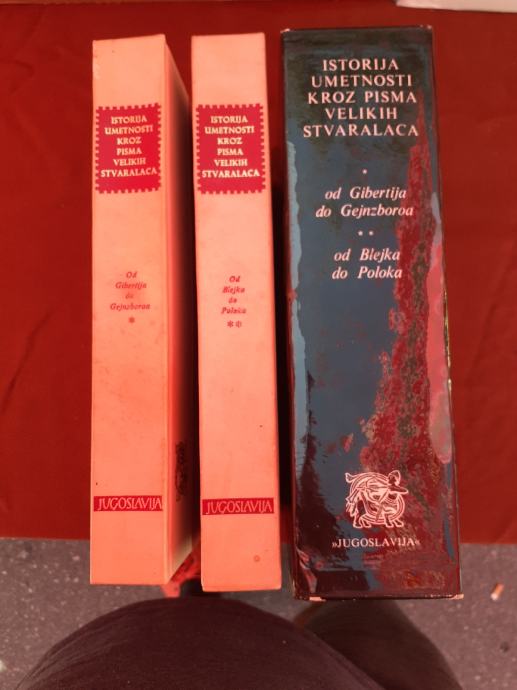 ISTORIJA
UMETNOSTI
KROZ
PISMA
VELIKIH
STVARALACA
Od
Gibertija
do
Gejnzboroa
*
JUGOSLAVIJA
ISTORIJA
UMETNOSTI
KROZ
PISMA
VELIKIH
STVARALACA
Od
Blejka
do
Poloka
**
JUGOSLAVIJA
ISTORIJA
UMETNOSTI
KROZ PISMA
VELIKIH
STVARALACA
*
od Gibertija
do Gejnzboroa
**
od Blejka
do Poloka
»JUGOSLAVIJA«